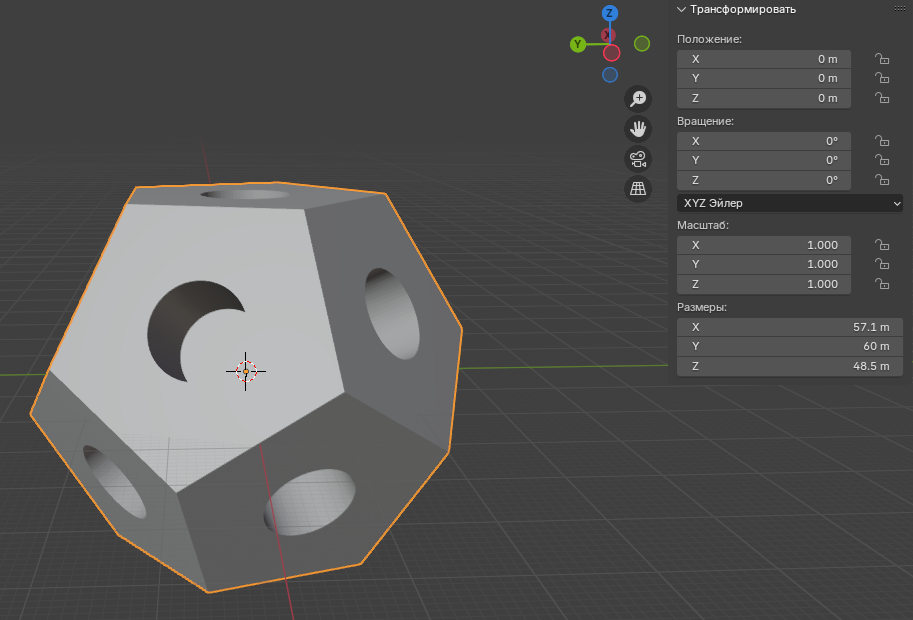 Трансформировать
Положение:
X 0 m
Y 0 m
Z 0 m
Вращение:
X 0°
Y 0°
Z 0°
XYZ Эйлер
Масштаб:
X 1.000
Y 1.000
Z 1.000
Размеры:
X 57.1 m
Y 60 m
Z 48.5 m
Z
X
Y